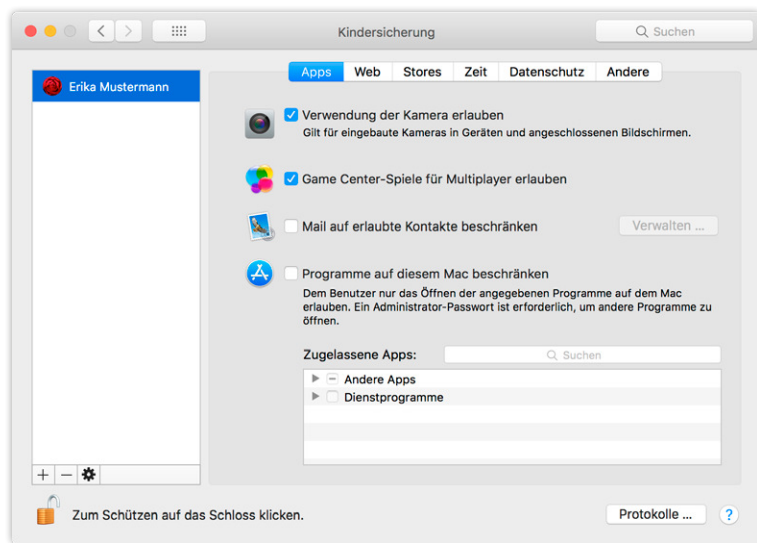 Kindersicherung
Suchen
Erika Mustermann
Apps Web Stores Zeit Datenschutz Andere
Verwendung der Kamera erlauben
Gilt für eingebaute Kameras in Geräten und angeschlossenen Bildschirmen.
Game Center-Spiele für Multiplayer erlauben
Mail auf erlaubte Kontakte beschränken
Verwalten ...
Programme auf diesem Mac beschränken
Dem Benutzer nur das Öffnen der angegebenen Programme auf dem Mac
erlauben. Ein Administrator-Passwort ist erforderlich, um andere Programme zu
öffnen.
Zugelassene Apps:
Suchen
Andere Apps
Dienstprogramme
Zum Schützen auf das Schloss klicken.
Protokolle ...
?